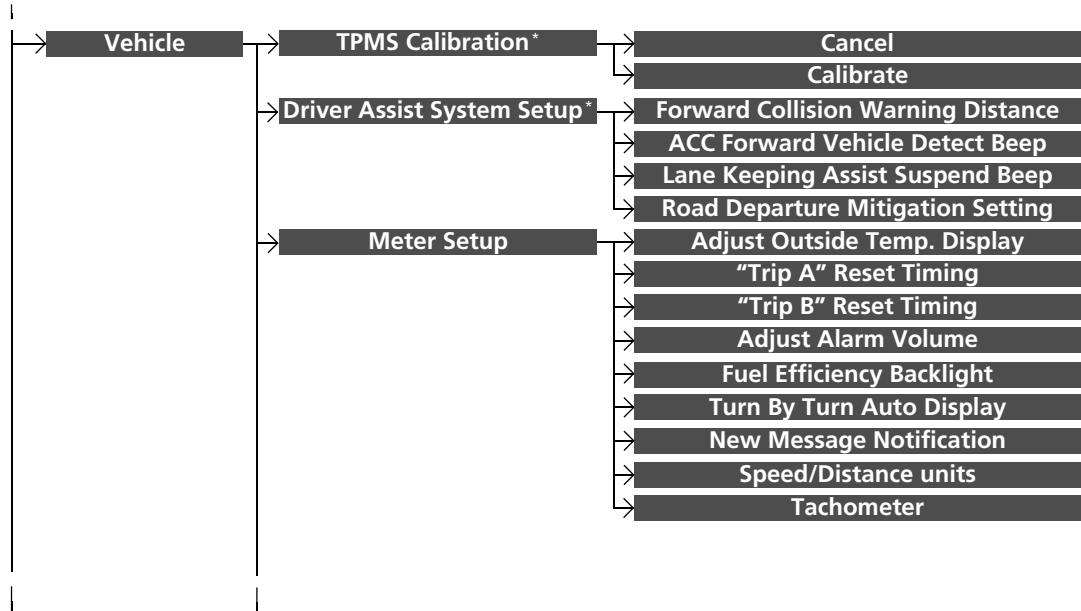 Vehicle
TPMS Calibration*
Cancel
Calibrate
Driver Assist System Setup*
Forward Collision Warning Distance
ACC Forward Vehicle Detect Beep
Lane Keeping Assist Suspend Beep
Road Departure Mitigation Setting
Meter Setup
Adjust Outside Temp. Display
“Trip A” Reset Timing
“Trip B” Reset Timing
Adjust Alarm Volume
Fuel Efficiency Backlight
Turn By Turn Auto Display
New Message Notification
Speed/Distance units
Tachometer